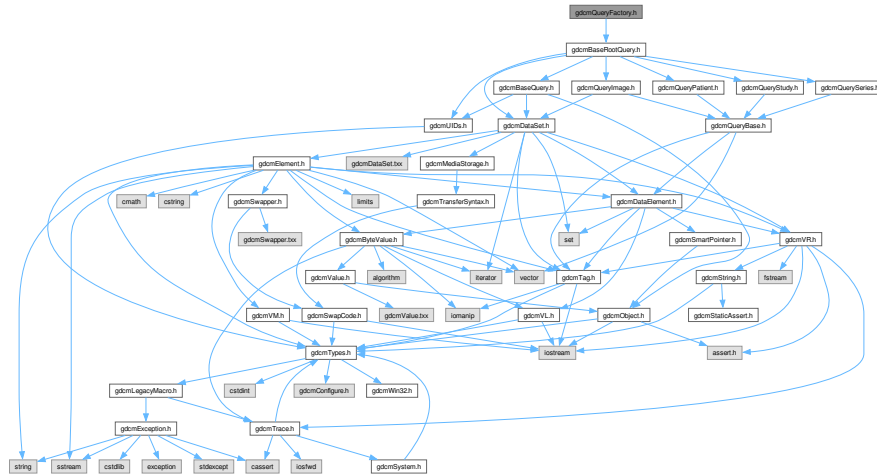 gdcmQueryFactory.h
gdcmBaseRootQuery.h
gdcmBaseQuery.h
gdcmQueryImage.h
gdcmQueryPatient.h
gdcmQueryStudy.h
gdcmQuerySeries.h
gdcmUIDs.h
gdcmDataSet.h
gdcmQueryBase.h
gdcmElement.h
gdcmDataSet.txx
gdcmMediaStorage.h
cmath
cstring
gdcmSwapper.h
limits
gdcmTransferSyntax.h
gdcmDataElement.h
gdcmSwapper.txx
gdcmByteValue.h
set
gdcmSmartPointer.h
gdcmVR.h
gdcmValue.h
algorithm
iterator
vector
gdcmTag.h
gdcmString.h
fstream
gdcmVM.h
gdcmSwapCode.h
gdcmValue.txx
iomanip
gdcmVL.h
gdcmObject.h
gdcmStaticAssert.h
gdcmTypes.h
iostream
assert.h
gdcmLegacyMacro.h
cstdint
gdcmConfigure.h
gdcmWin32.h
gdcmException.h
gdcmTrace.h
string
sstream
cstdlib
exception
stdexcept
cassert
iosfwd
gdcmSystem.h